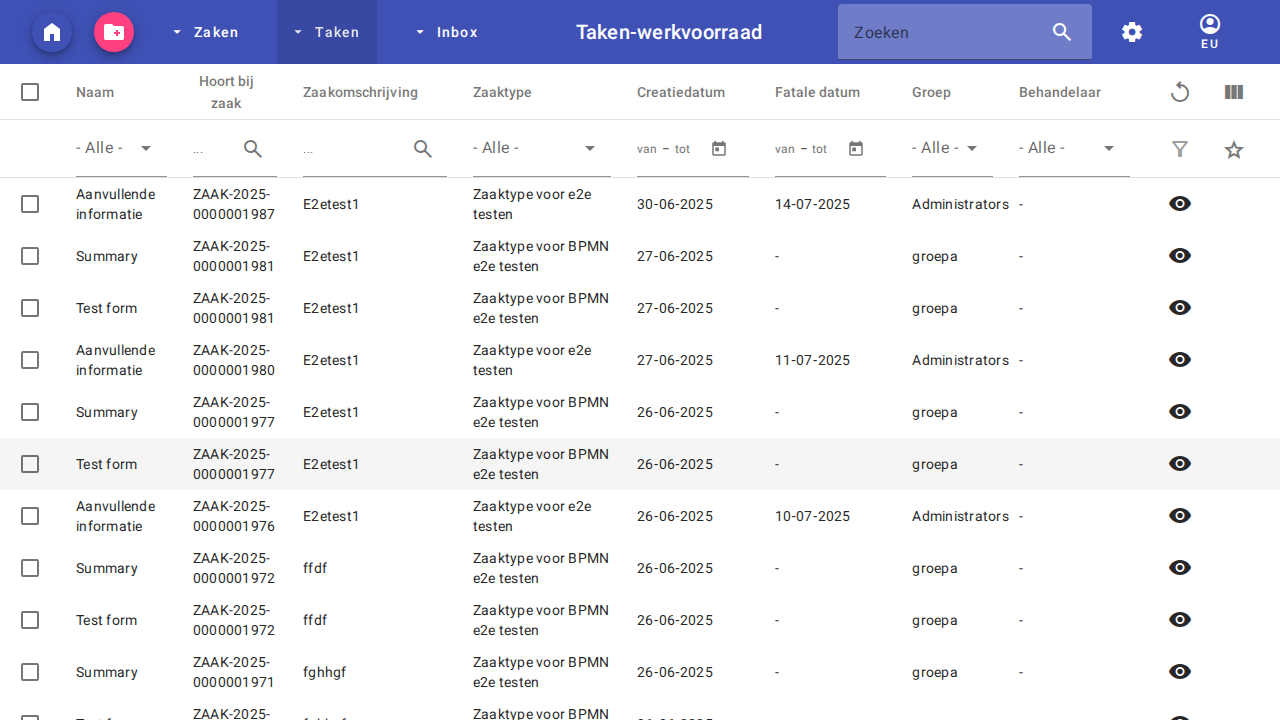 Zaken
Taken
Inbox
Taken-werkvoorraad
Zoeken
EU
Naam
Hoort bij
zaak
Zaakomschrijving
Zaaktype
Creatiedatum
Fatale datum
Groep
Behandelaar
- Alle -
...
...
- Alle -
van – tot
van – tot
- Alle -
- Alle -
Aanvullende
informatie
ZAAK-2025-
0000001987
E2etest1
Zaaktype voor e2e
testen
30-06-2025
14-07-2025
Administrators
-
Summary
ZAAK-2025-
0000001981
E2etest1
Zaaktype voor BPMN
e2e testen
27-06-2025
-
groepa
-
Test form
ZAAK-2025-
0000001981
E2etest1
Zaaktype voor BPMN
e2e testen
27-06-2025
-
groepa
-
Aanvullende
informatie
ZAAK-2025-
0000001980
E2etest1
Zaaktype voor e2e
testen
27-06-2025
11-07-2025
Administrators
-
Summary
ZAAK-2025-
0000001977
E2etest1
Zaaktype voor BPMN
e2e testen
26-06-2025
-
groepa
-
Test form
ZAAK-2025-
0000001977
E2etest1
Zaaktype voor BPMN
e2e testen
26-06-2025
-
groepa
-
Aanvullende
informatie
ZAAK-2025-
0000001976
E2etest1
Zaaktype voor e2e
testen
26-06-2025
10-07-2025
Administrators
-
Summary
ZAAK-2025-
0000001972
ffdf
Zaaktype voor BPMN
e2e testen
26-06-2025
-
groepa
-
Test form
ZAAK-2025-
0000001972
ffdf
Zaaktype voor BPMN
e2e testen
26-06-2025
-
groepa
-
Summary
ZAAK-2025-
0000001971
fghhgf
Zaaktype voor BPMN
e2e testen
26-06-2025
-
groepa
-
ZAAK-2025-
Zaaktype voor BPMN